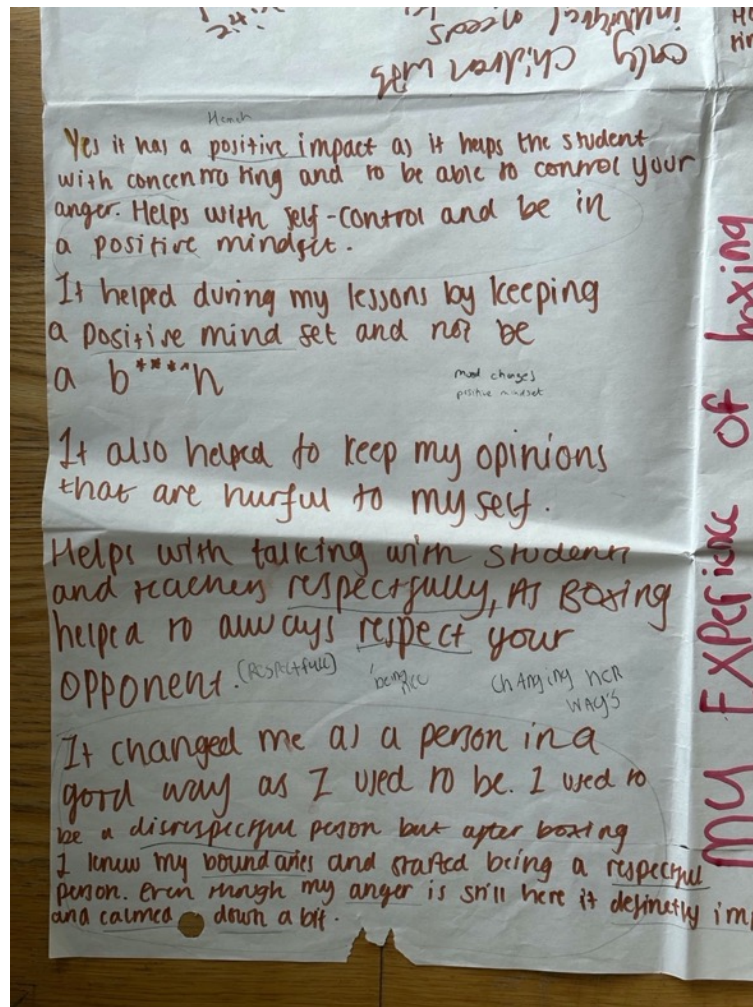 only children with
individual needs
Yes it has a positive impact as it helps the student
with concentrating and to be able to control your
anger. Helps with self-control and be in
a positive mindset.
It helped during my lessons by keeping
a positive mind set and not be
a b****h
mood changes
positive mindset
It also helped to keep my opinions
that are hurful to my self.
Helps with talking with students
and teachers respectfully, As Boxing
helped to always respect your
opponent. (RESPECTfull)
being nice
CHANging HER
WAY'S
It changed me as a person in a
good way as I used to be. I used to
be a disrespectful person but after boxing
I knew my boundaries and started being a respectful
person. Even though my anger is still here it definetly imp
and calmed down a bit.
My EXPerience of boxing